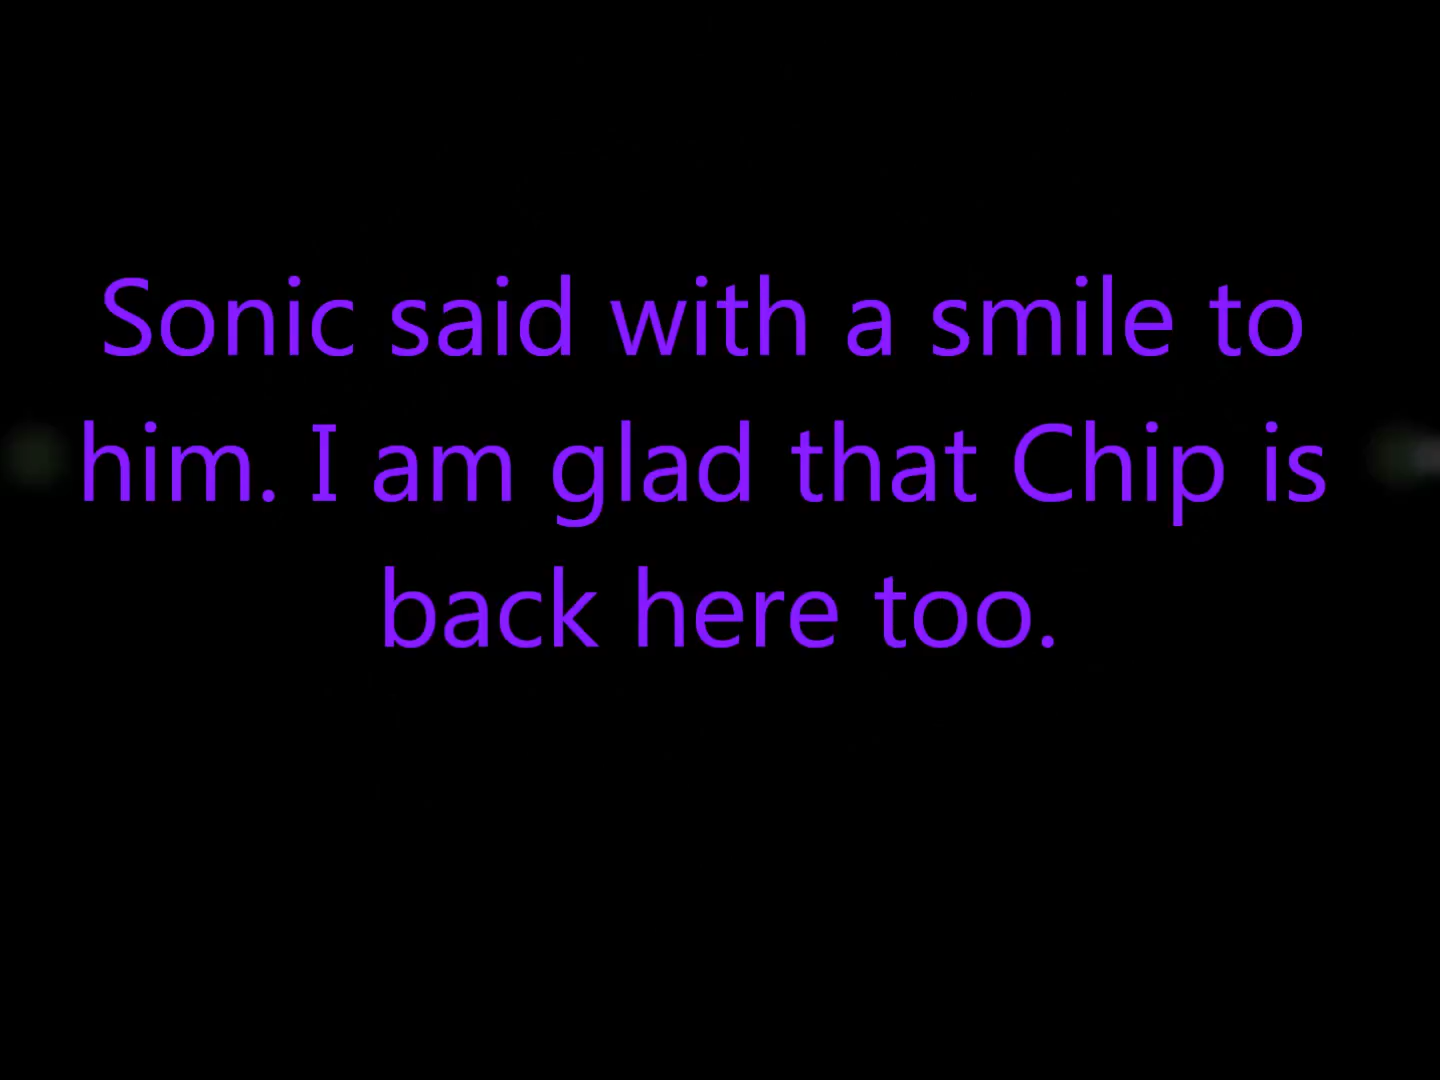 Sonic said with a smile to
him. I am glad that Chip is
back here too.